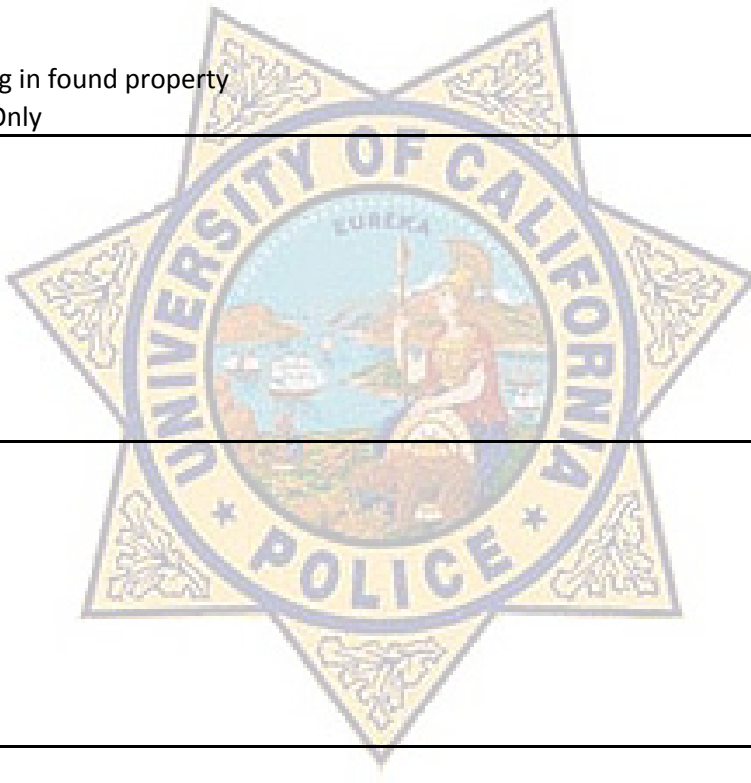 g in found property
Only
UNIVERSITY OF CALIFORNIA
EUREKA
POLICE